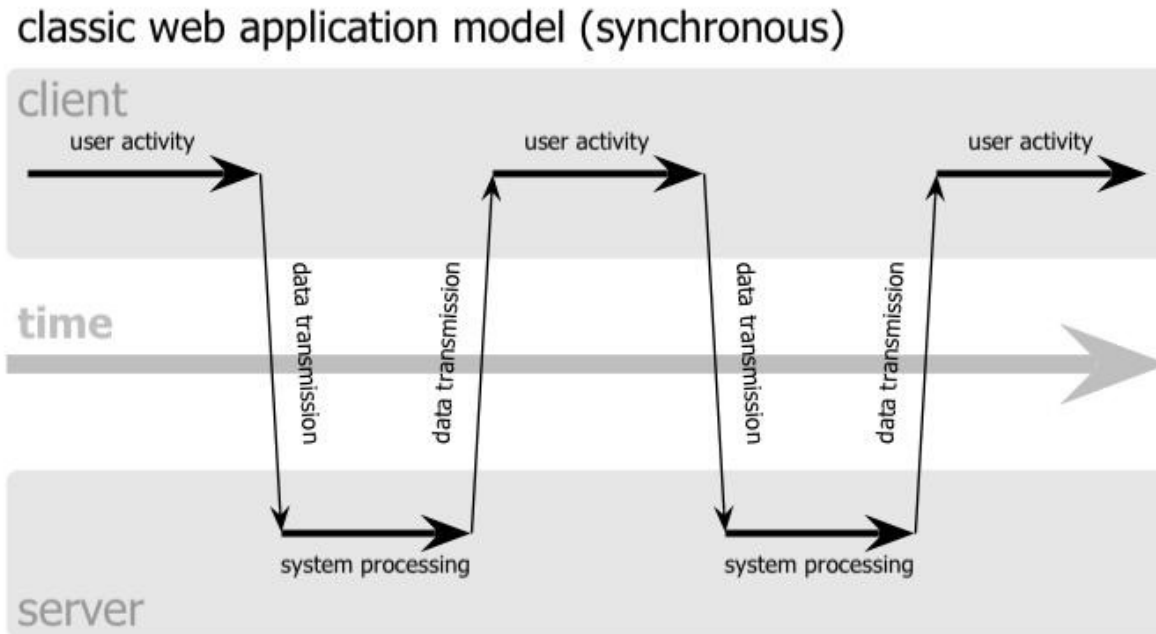 classic web application model (synchronous)
client
user activity
user activity
user activity
data transmission
data transmission
data transmission
data transmission
time
system processing
system processing
server